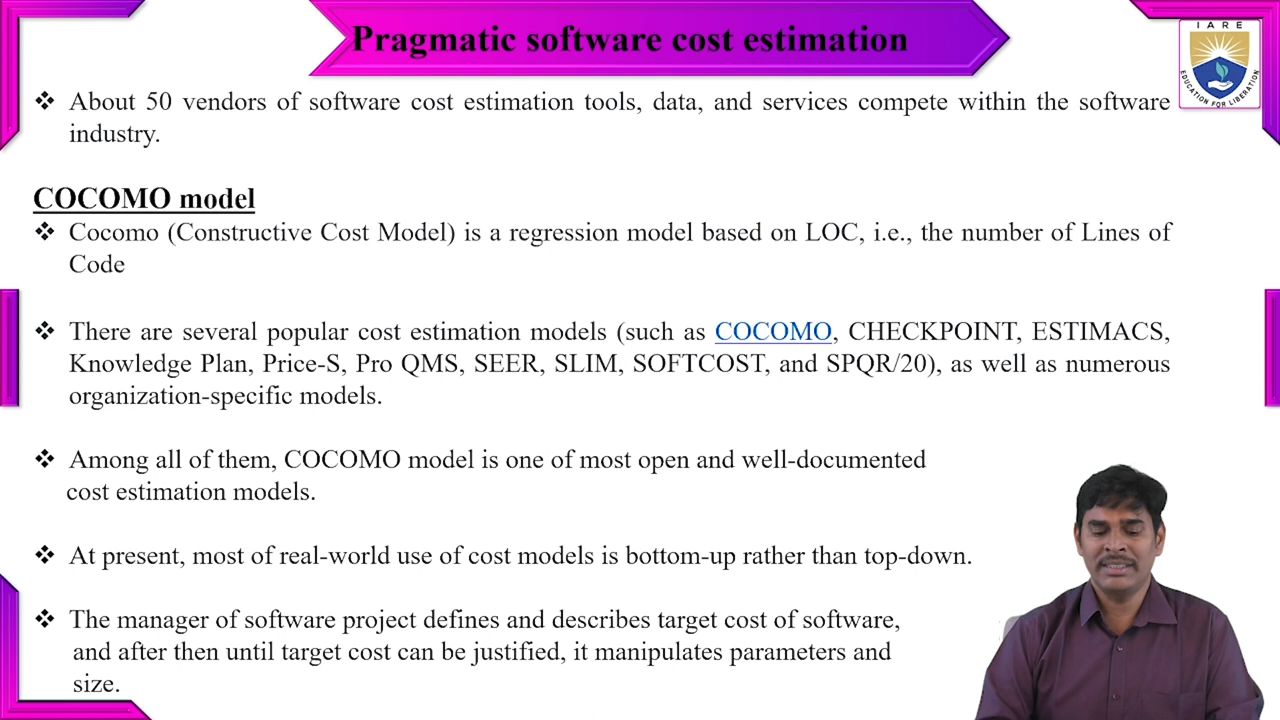 Pragmatic software cost estimation
I A R E
EDUCATION FOR LIBERATION
❖ About 50 vendors of software cost estimation tools, data, and services compete within the software
industry.
COCOMO model
❖ Cocomo (Constructive Cost Model) is a regression model based on LOC, i.e., the number of Lines of
Code
❖ There are several popular cost estimation models (such as COCOMO, CHECKPOINT, ESTIMACS,
Knowledge Plan, Price-S, Pro QMS, SEER, SLIM, SOFTCOST, and SPQR/20), as well as numerous
organization-specific models.
❖ Among all of them, COCOMO model is one of most open and well-documented
cost estimation models.
❖ At present, most of real-world use of cost models is bottom-up rather than top-down.
❖ The manager of software project defines and describes target cost of software,
and after then until target cost can be justified, it manipulates parameters and
size.